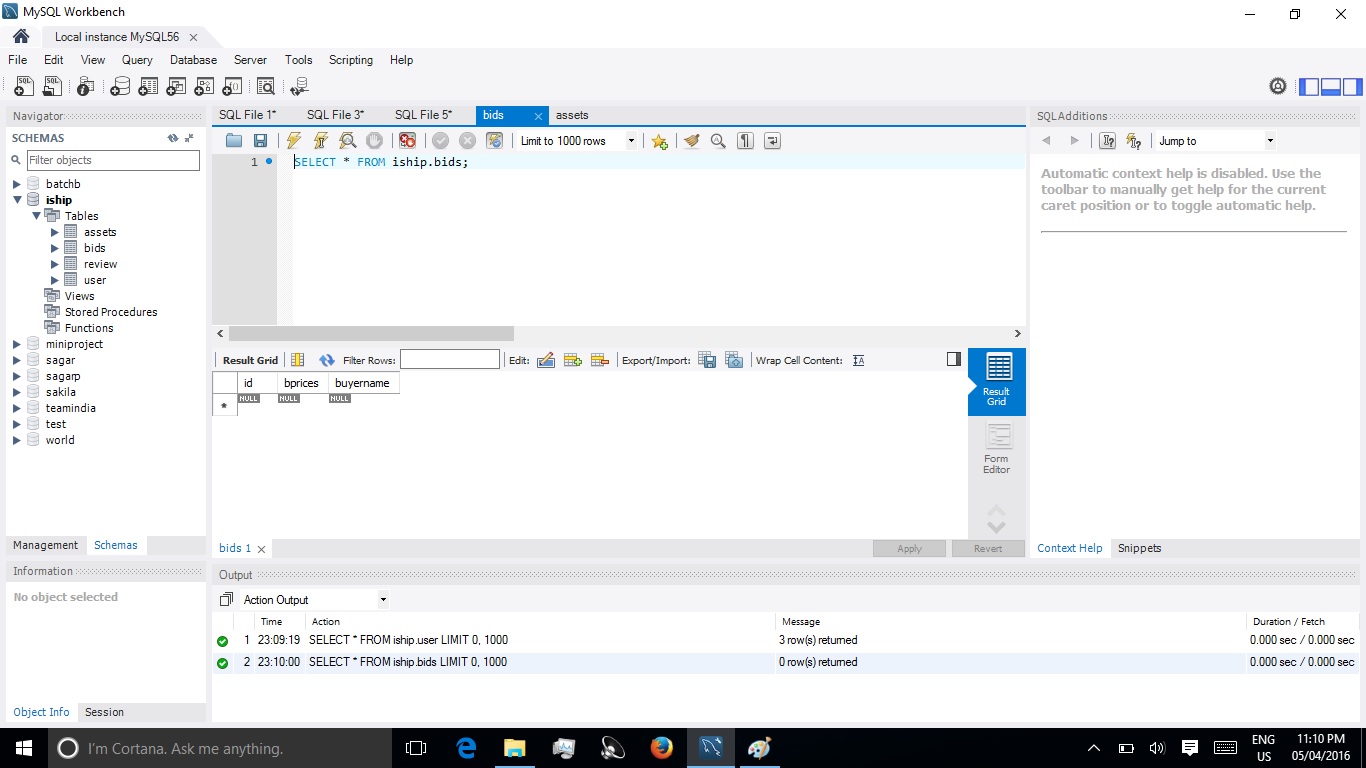 MySQL Workbench
Local instance MySQL56
File Edit View Query Database Server Tools Scripting Help
Navigator
SCHEMAS
Filter objects
batchb
iship
Tables
assets
bids
review
user
Views
Stored Procedures
Functions
miniproject
sagar
sagarp
sakila
teamindia
test
world
Management Schemas
Information
No object selected
Object Info Session
SQL File 1* SQL File 3* SQL File 5* bids assets
Limit to 1000 rows
1 SELECT * FROM iship.bids;
Result Grid Filter Rows: Edit: Export/Import: Wrap Cell Content:
id bprices buyername
NULL NULL NULL
Result Grid
Form Editor
bids 1 Apply Revert
SQLAdditions
Jump to
Automatic context help is disabled. Use the
toolbar to manually get help for the current
caret position or to toggle automatic help.
Context Help Snippets
Output
Action Output
Time Action Message Duration / Fetch
1 23:09:19 SELECT * FROM iship.user LIMIT 0, 1000 3 row(s) returned 0.000 sec / 0.000 sec
2 23:10:00 SELECT * FROM iship.bids LIMIT 0, 1000 0 row(s) returned 0.000 sec / 0.000 sec
I'm Cortana. Ask me anything.
ENG 11:10 PM
US 05/04/2016